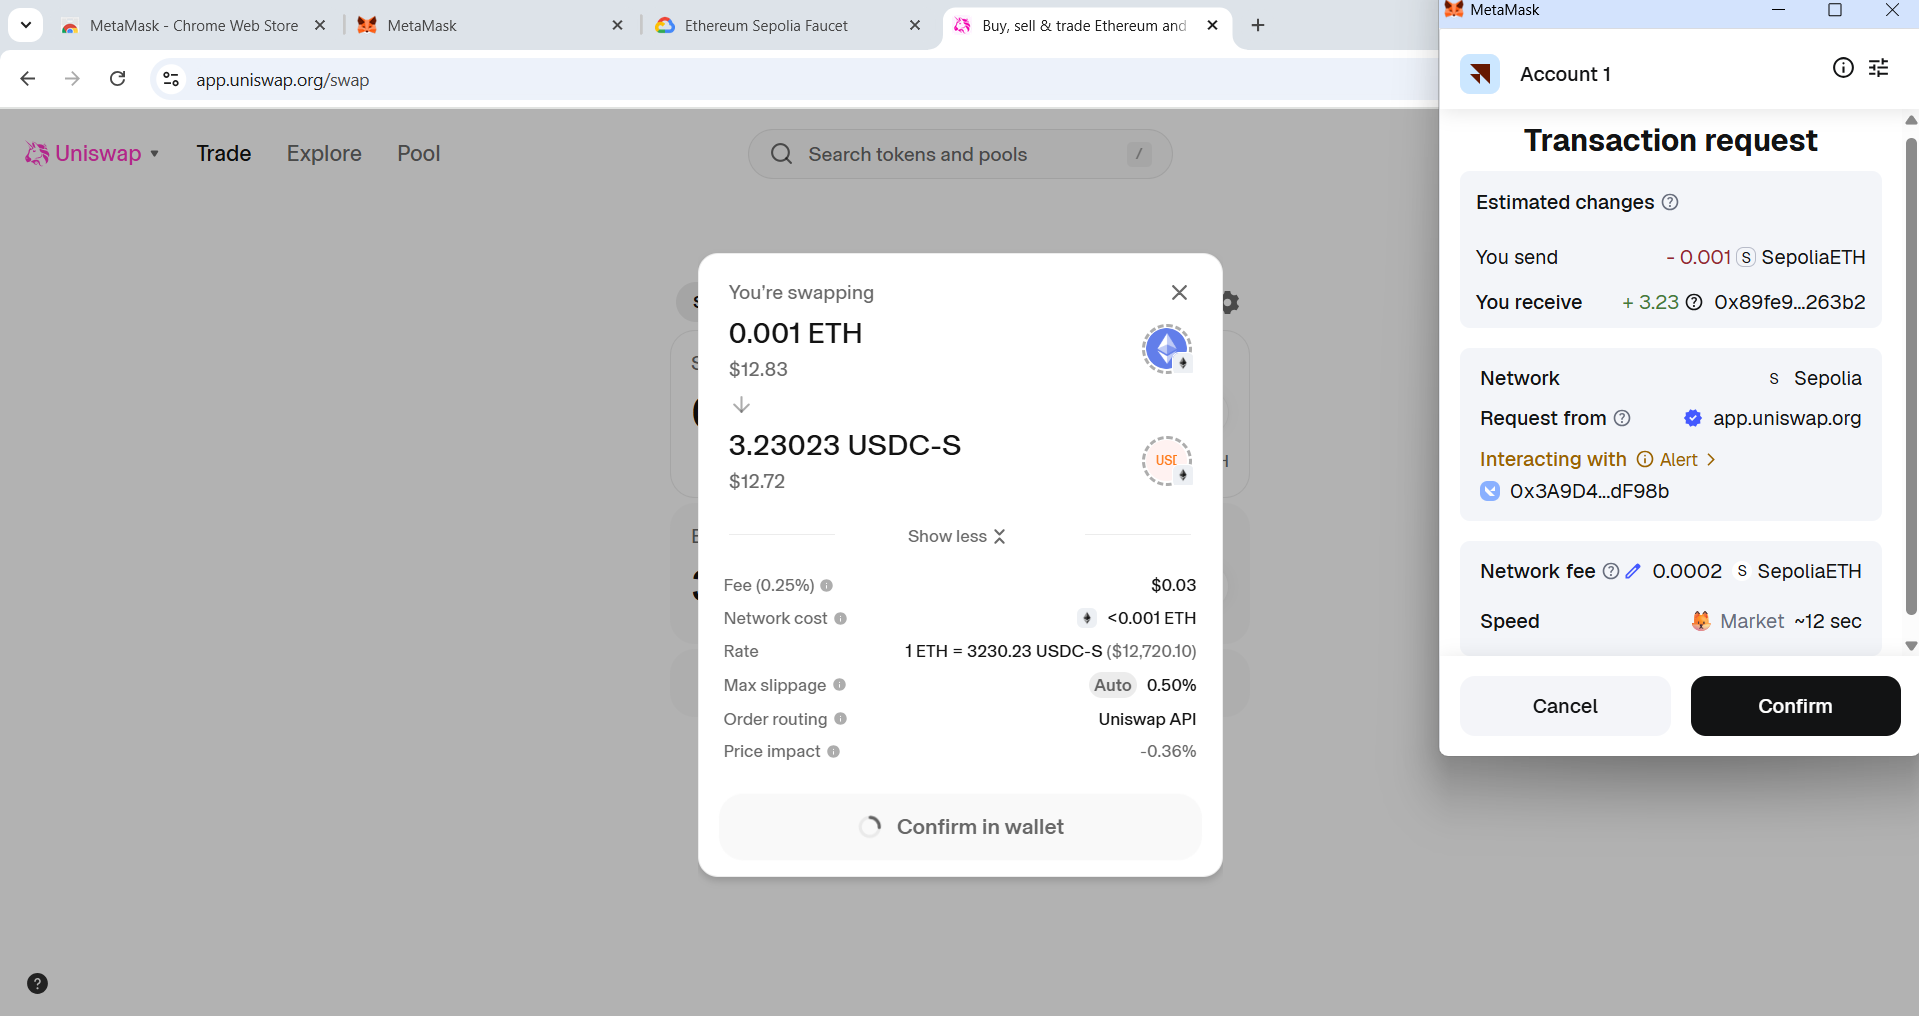 MetaMask - Chrome Web Store
MetaMask
Ethereum Sepolia Faucet
Buy, sell & trade Ethereum and
app.uniswap.org/swap
Uniswap
Trade
Explore
Pool
Search tokens and pools
/
You're swapping
0.001 ETH
$12.83
3.23023 USDC-S
$12.72
USD
Show less
Fee (0.25%) $0.03
Network cost <0.001 ETH
Rate 1 ETH = 3230.23 USDC-S ($12,720.10)
Max slippage Auto 0.50%
Order routing Uniswap API
Price impact -0.36%
Confirm in wallet
?
MetaMask
Account 1
Transaction request
Estimated changes ?
You send - 0.001 S SepoliaETH
You receive + 3.23 ? 0x89fe9...263b2
Network S Sepolia
Request from ? app.uniswap.org
Interacting with Alert
0x3A9D4...dF98b
Network fee ? 0.0002 S SepoliaETH
Speed Market ~12 sec
Cancel
Confirm